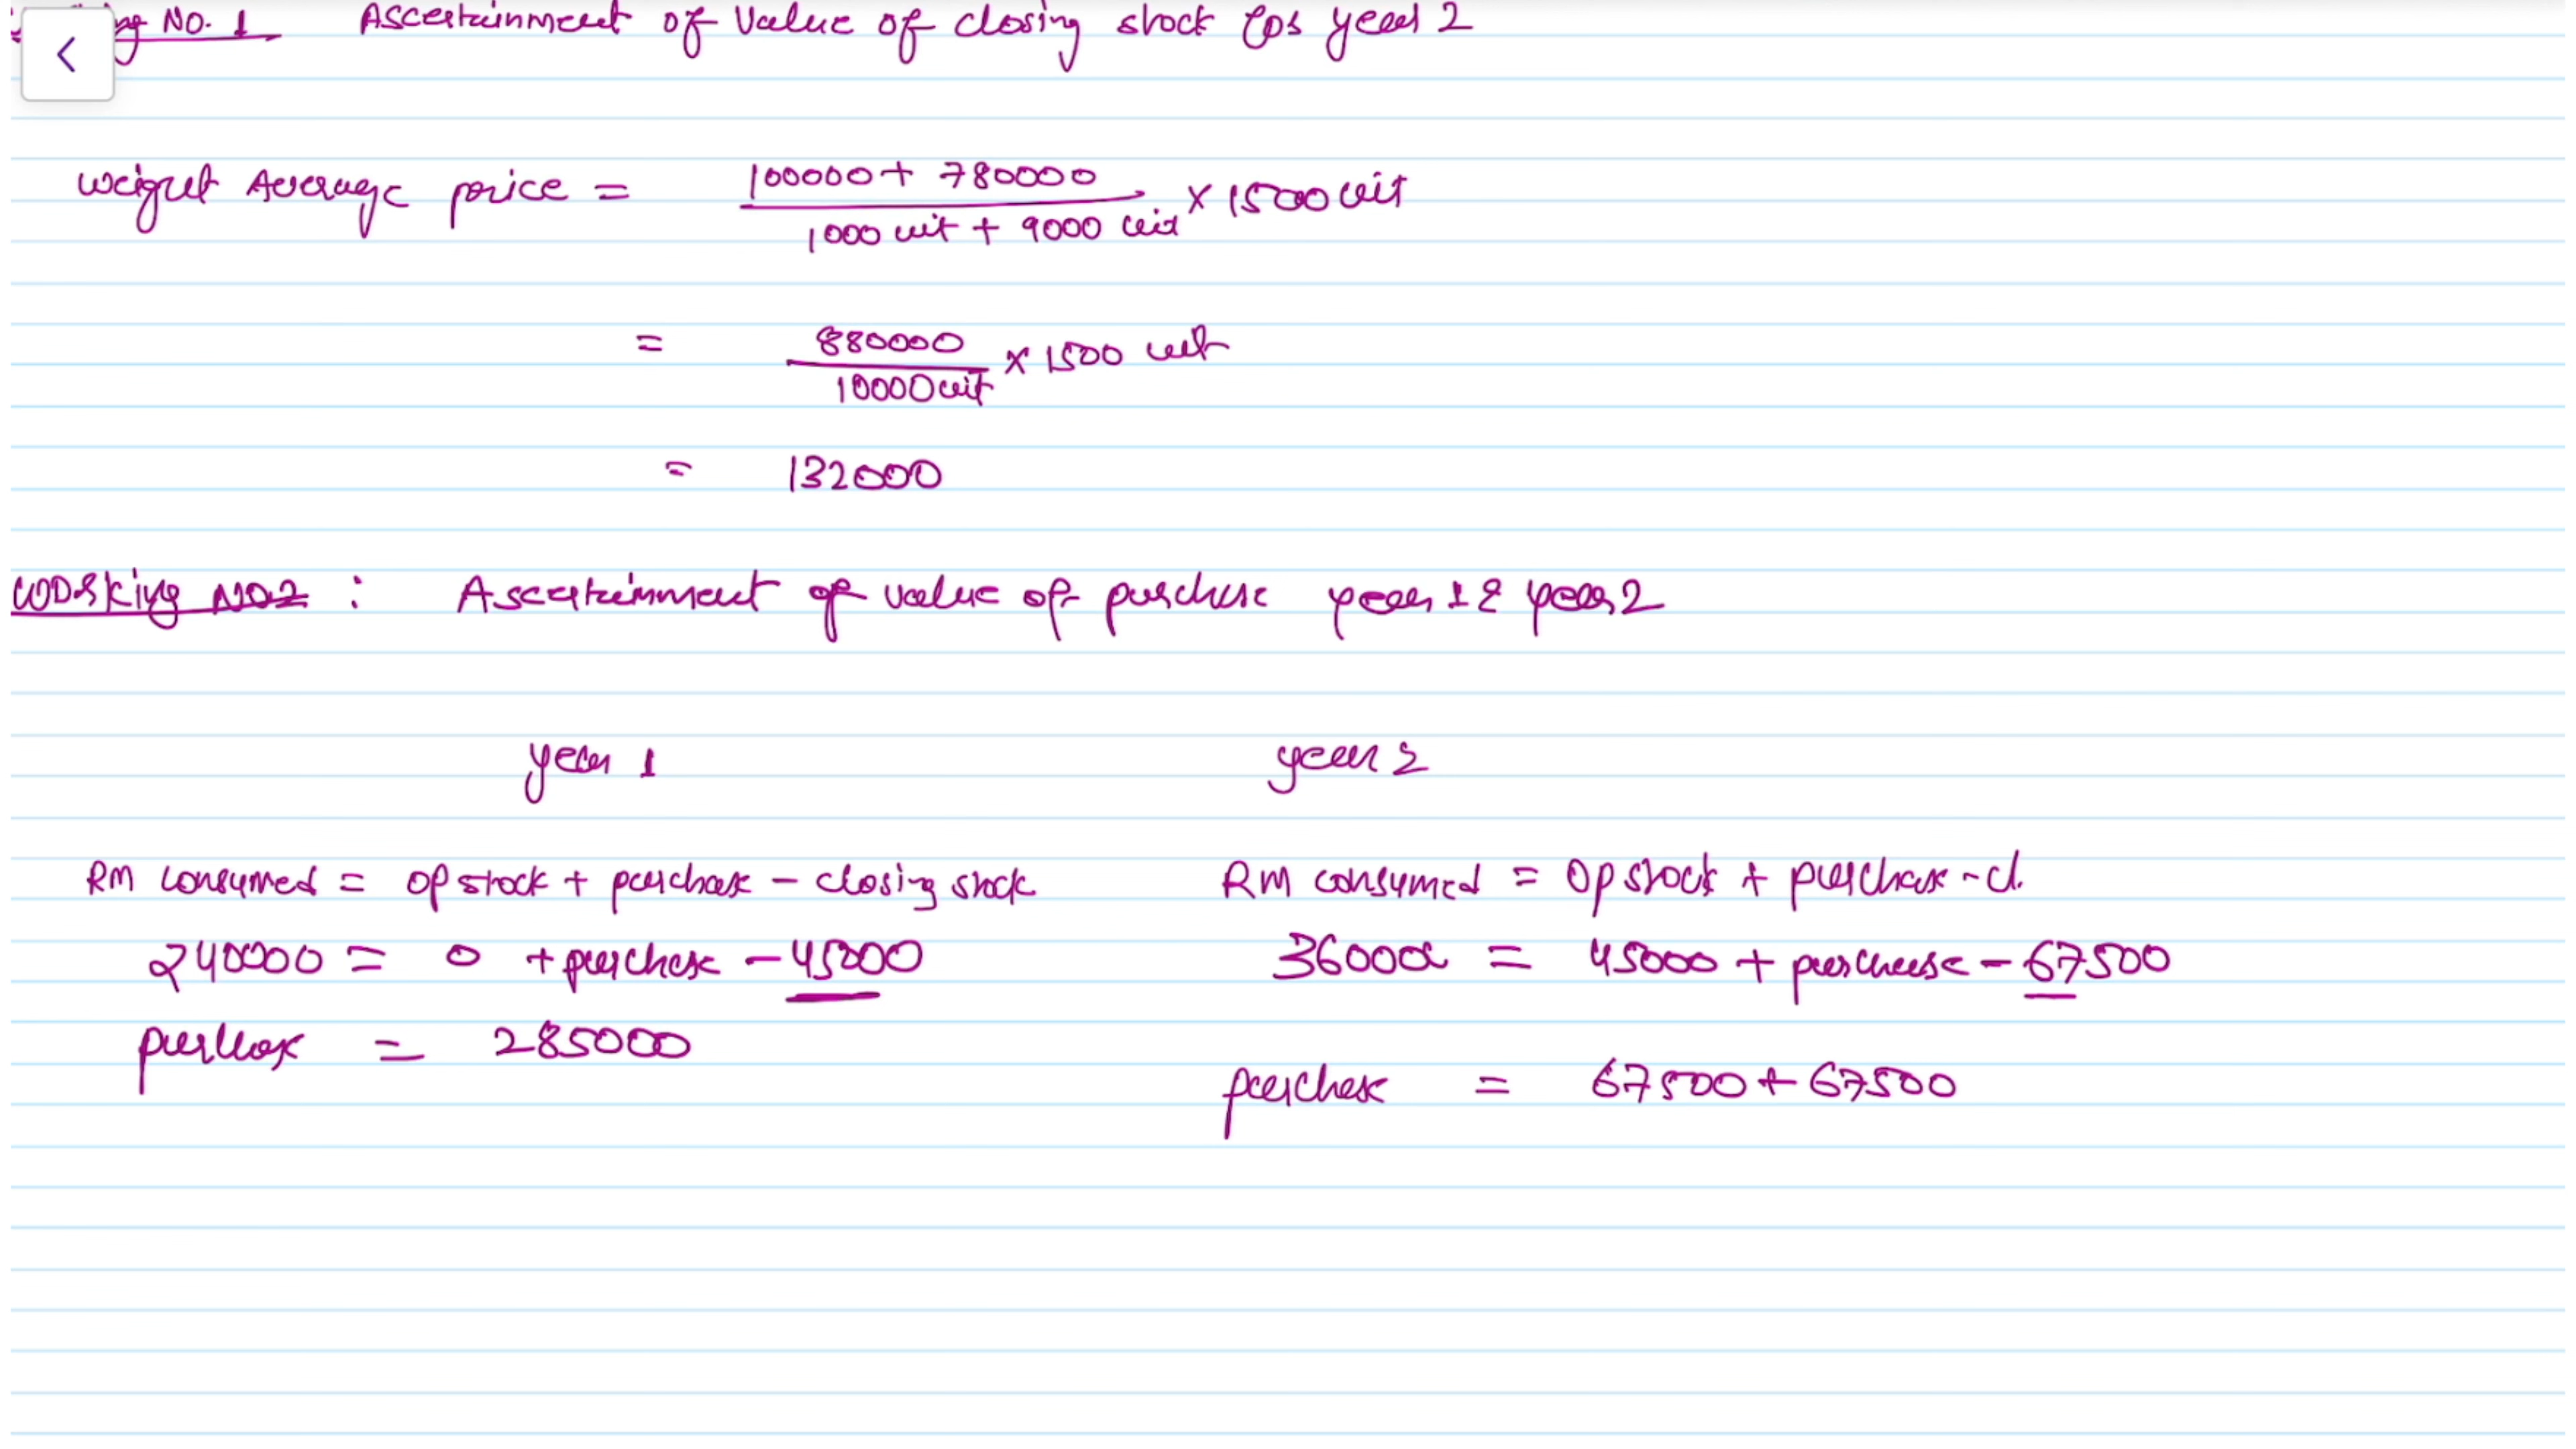 ng No. 1 Ascertainment of value of closing stock for year 2
weight Average price = 100000 + 780000 / 1000 unit + 9000 unit × 1500 unit
= 880000 / 10000 unit × 1500 unit
= 132000
Working NO.2 : Ascertainment of value of purchase year 1 & year 2
year 1 year 2
RM consumed = op stock + purchase - closing stock RM consumed = op stock + purchase - cl.
240000 = 0 + purchase - 45000 360000 = 45000 + purchase - 67500
purchase = 285000
purchase = 67500 + 67500